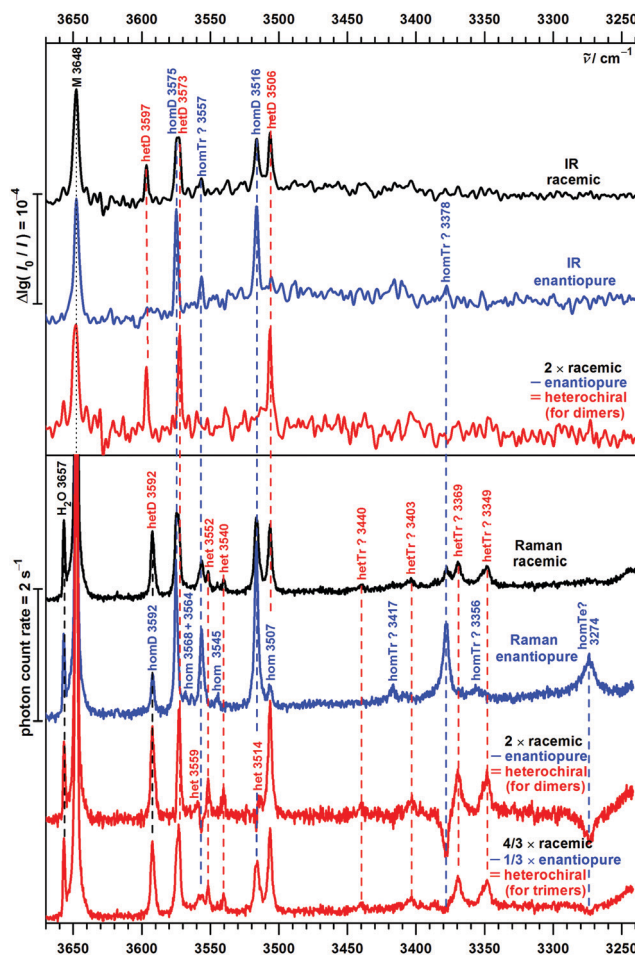 3650 3600 3550 3500 3450 3400 3350 3300
ν̃/ cm⁻¹
M 3648
hetD 3597
homD 3575
hetD 3573
homTr ? 3557
homD 3516
hetD 3506
IR
racemic
homTr ? 3378
IR
enantiopure
Δlg(I₀ / I) = 10⁻⁴
2 × racemic
− enantiopure
= heterochiral
(for dimers)
H₂O 3657
hetD 3592
het 3552
het 3540
hetTr ? 3440
hetTr ? 3403
hetTr ? 3369
hetTr ? 3349
Raman
racemic
homD 3592
hom 3568 + 3564
hom 3545
hom 3507
homTr ? 3417
homTr ? 3356
Raman
enantiopure
homTe?
3274
photon count rate = 2 s⁻¹
het 3559
het 3514
2 × racemic
− enantiopure
= heterochiral
(for dimers)
4/3 × racemic
− 1/3 × enantiopure
= heterochiral
(for trimers)
3650 3600 3550 3500 3450 3400 3350 3300